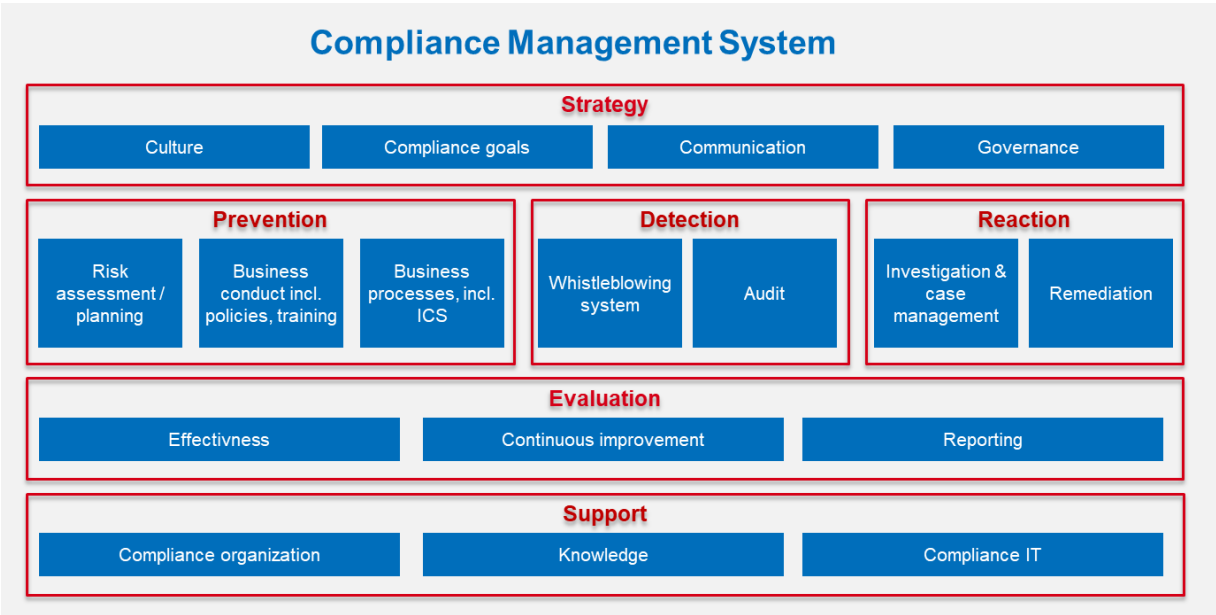 Compliance Management System
Strategy
Culture
Compliance goals
Communication
Governance
Prevention
Risk
assessment /
planning
Business
conduct incl.
policies, training
Business
processes, incl.
ICS
Detection
Whistleblowing
system
Audit
Reaction
Investigation &
case
management
Remediation
Evaluation
Effectivness
Continuous improvement
Reporting
Support
Compliance organization
Knowledge
Compliance IT